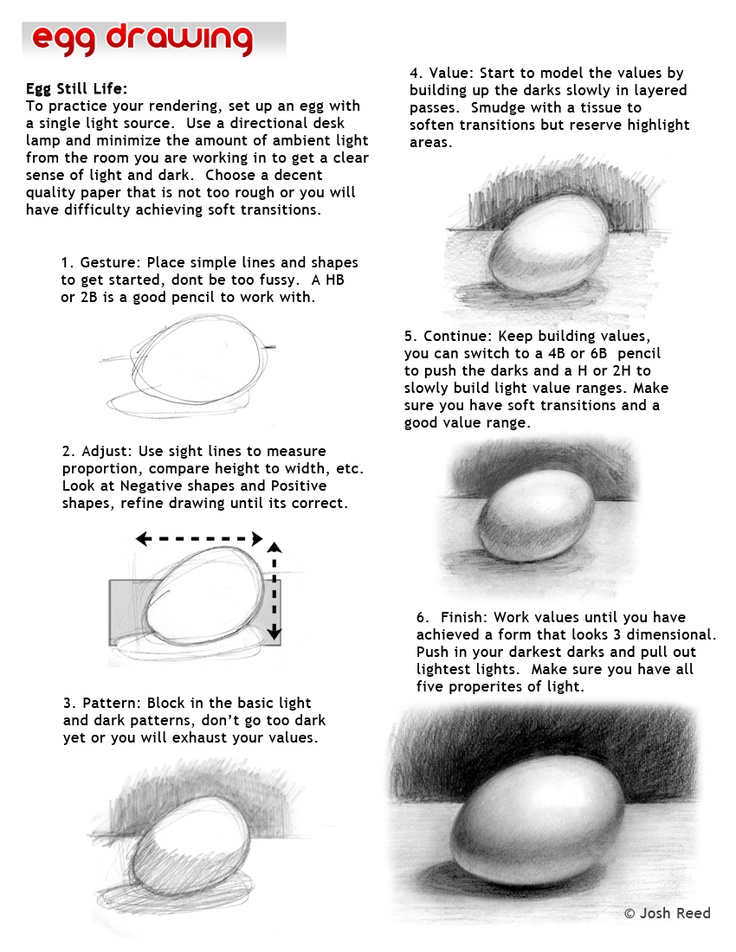 egg drawing
Egg Still Life:
To practice your rendering, set up an egg with
a single light source.  Use a directional desk
lamp and minimize the amount of ambient light
from the room you are working in to get a clear
sense of light and dark.  Choose a decent
quality paper that is not too rough or you will
have difficulty achieving soft transitions.
1. Gesture: Place simple lines and shapes
to get started, dont be too fussy.  A HB
or 2B is a good pencil to work with.
2. Adjust: Use sight lines to measure
proportion, compare height to width, etc.
Look at Negative shapes and Positive
shapes, refine drawing until its correct.
3. Pattern: Block in the basic light
and dark patterns, don't go too dark
yet or you will exhaust your values.
4. Value: Start to model the values by
building up the darks slowly in layered
passes.  Smudge with a tissue to
soften transitions but reserve highlight
areas.
5. Continue: Keep building values,
you can switch to a 4B or 6B  pencil
to push the darks and a H or 2H to
slowly build light value ranges. Make
sure you have soft transitions and a
good value range.
6.  Finish: Work values until you have
achieved a form that looks 3 dimensional.
Push in your darkest darks and pull out
lightest lights.  Make sure you have all
five properites of light.
© Josh Reed